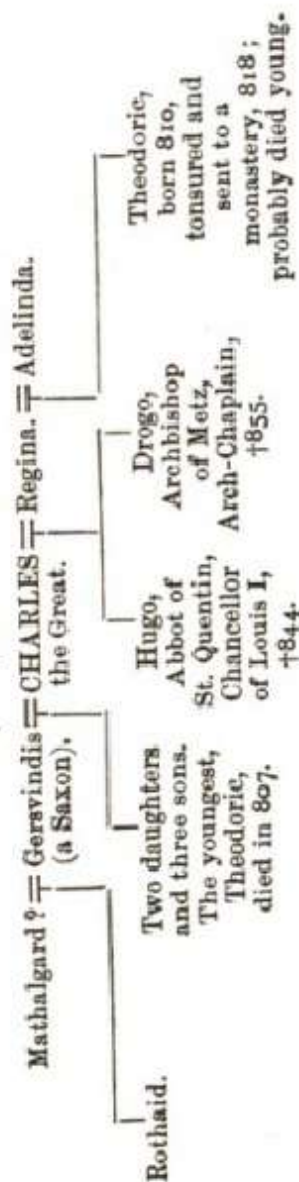 Mathalgard? = Gersvindis = CHARLES = Regina. = Adelinda.
(a Saxon). the Great.
Rothaid.
Two daughters
and three sons.
The youngest,
Theodoric,
died in 807.
Hugo,
Abbot of
St. Quentin,
Chancellor
of Louis I,
†844.
Drogo,
Archbishop
of Metz,
Arch-Chaplain,
†855.
Theodoric,
born 810,
tonsured and
sent to a
monastery, 818;
probably died young.